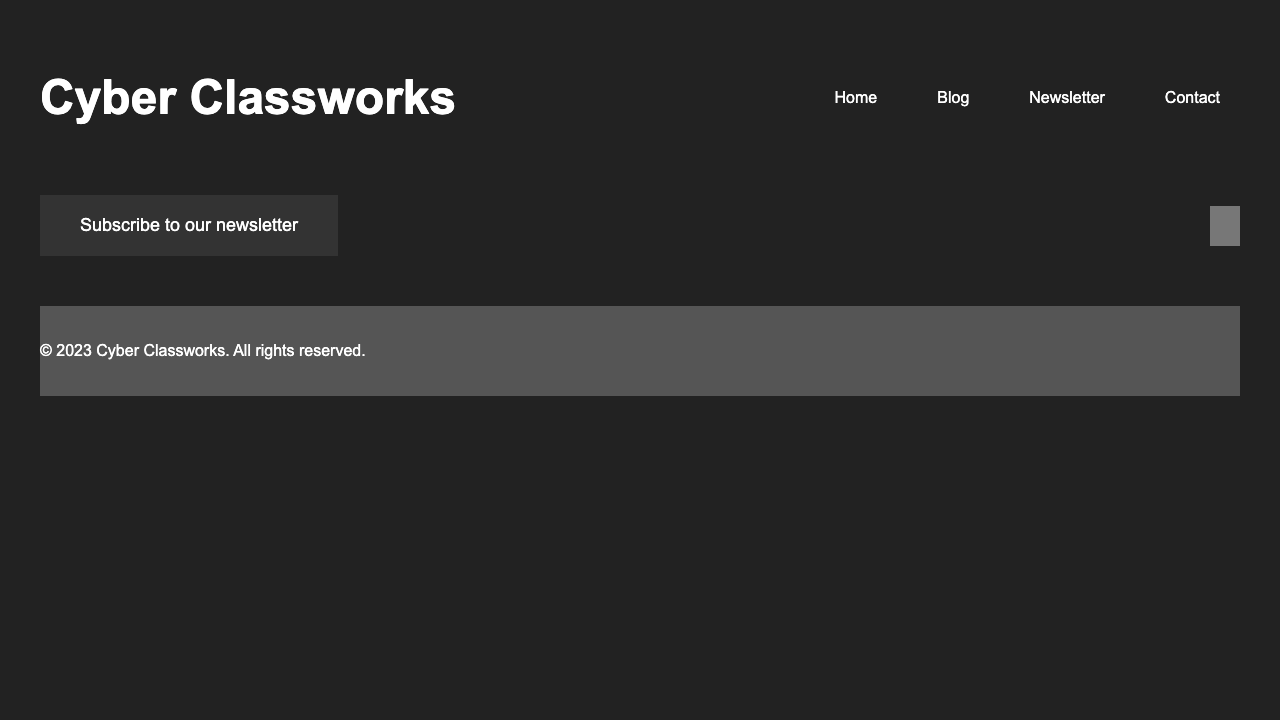 Cyber Classworks
Home
Blog
Newsletter
Contact
Subscribe to our newsletter
© 2023 Cyber Classworks. All rights reserved.